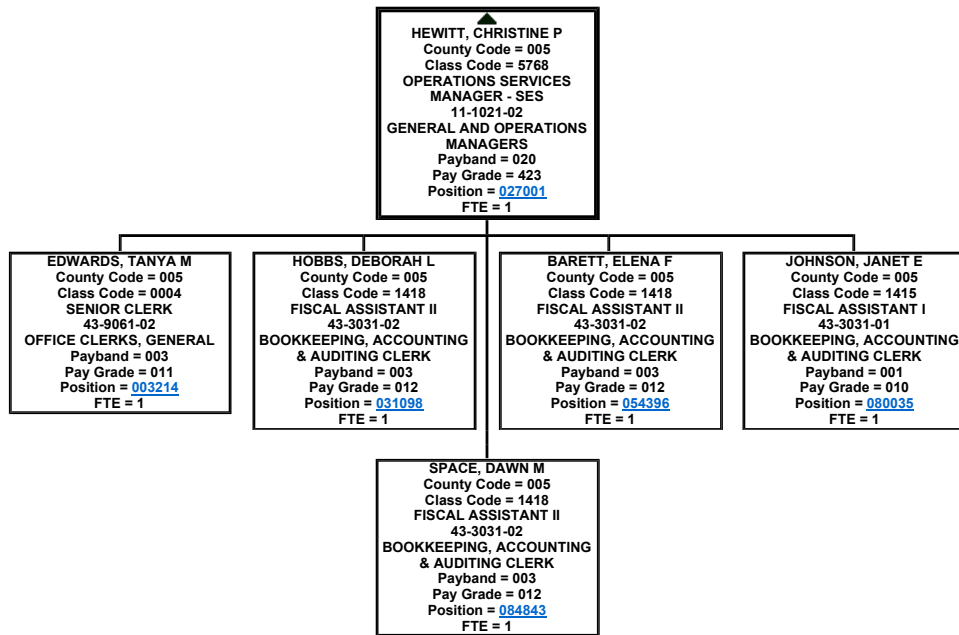 HEWITT, CHRISTINE P
County Code = 005
Class Code = 5768
OPERATIONS SERVICES
MANAGER - SES
11-1021-02
GENERAL AND OPERATIONS
MANAGERS
Payband = 020
Pay Grade = 423
Position = 027001
FTE = 1
EDWARDS, TANYA M
County Code = 005
Class Code = 0004
SENIOR CLERK
43-9061-02
OFFICE CLERKS, GENERAL
Payband = 003
Pay Grade = 011
Position = 003214
FTE = 1
HOBBS, DEBORAH L
County Code = 005
Class Code = 1418
FISCAL ASSISTANT II
43-3031-02
BOOKKEEPING, ACCOUNTING
& AUDITING CLERK
Payband = 003
Pay Grade = 012
Position = 031098
FTE = 1
BARETT, ELENA F
County Code = 005
Class Code = 1418
FISCAL ASSISTANT II
43-3031-02
BOOKKEEPING, ACCOUNTING
& AUDITING CLERK
Payband = 003
Pay Grade = 012
Position = 054396
FTE = 1
JOHNSON, JANET E
County Code = 005
Class Code = 1415
FISCAL ASSISTANT I
43-3031-01
BOOKKEEPING, ACCOUNTING
& AUDITING CLERK
Payband = 001
Pay Grade = 010
Position = 080035
FTE = 1
SPACE, DAWN M
County Code = 005
Class Code = 1418
FISCAL ASSISTANT II
43-3031-02
BOOKKEEPING, ACCOUNTING
& AUDITING CLERK
Payband = 003
Pay Grade = 012
Position = 084843
FTE = 1